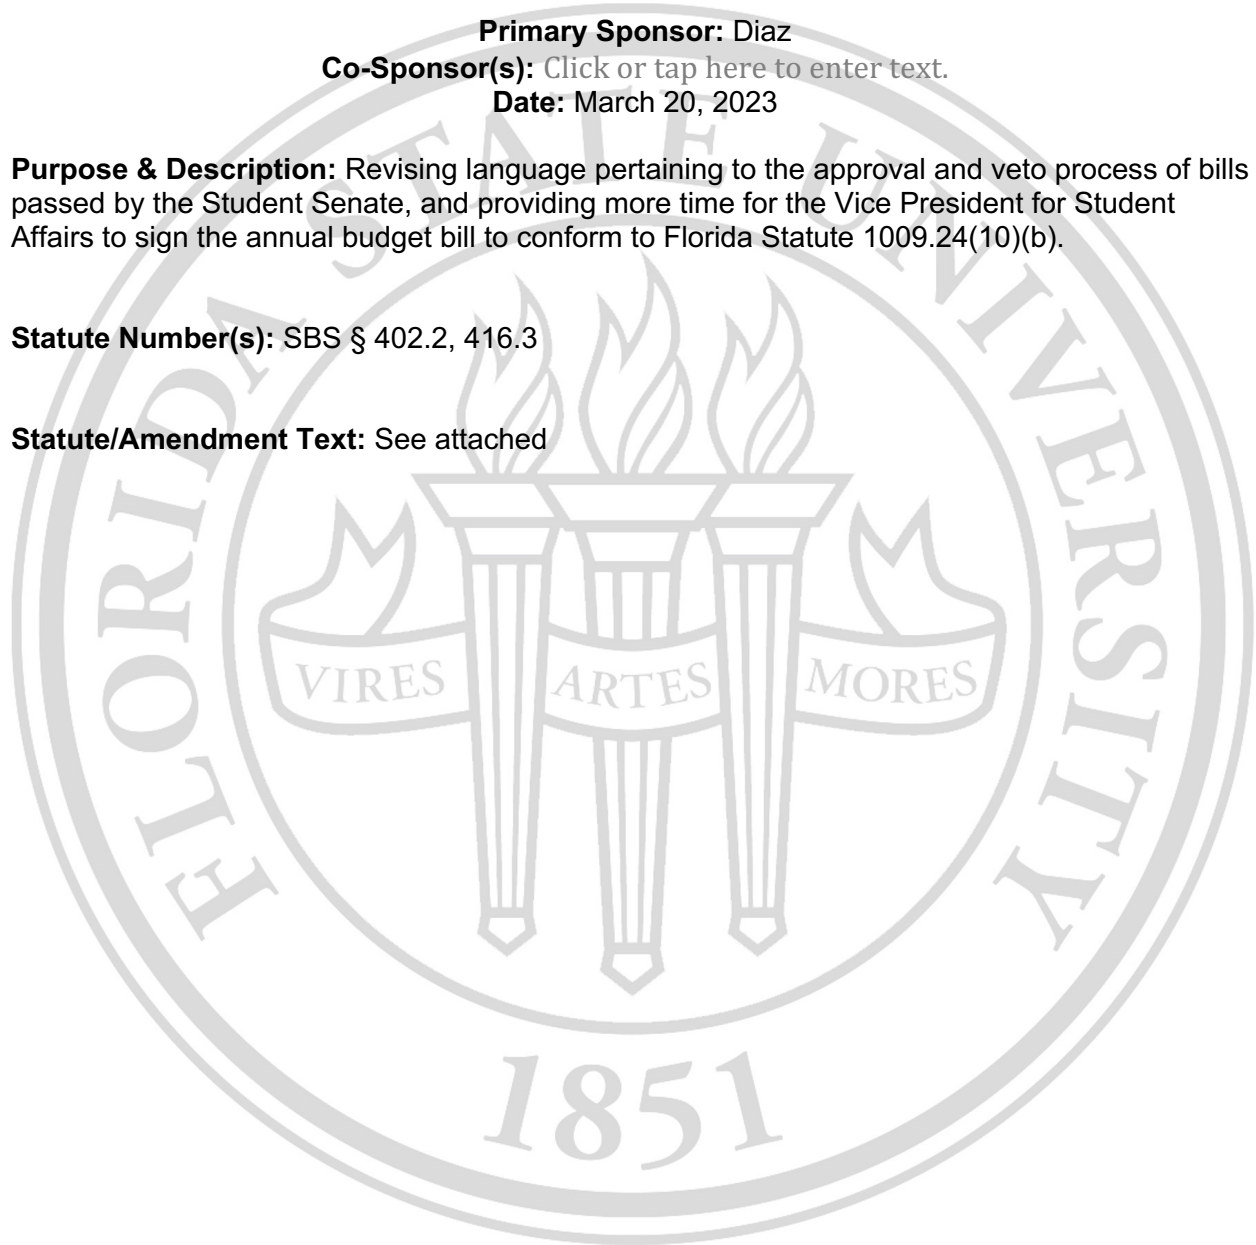 Primary Sponsor: Diaz
Co-Sponsor(s): Click or tap here to enter text.
Date: March 20, 2023
Purpose & Description: Revising language pertaining to the approval and veto process of bills
passed by the Student Senate, and providing more time for the Vice President for Student
Affairs to sign the annual budget bill to conform to Florida Statute 1009.24(10)(b).
Statute Number(s): SBS § 402.2, 416.3
Statute/Amendment Text: See attached
FLORIDA STATE UNIVERSITY
VIRES ARTES MORES
1851